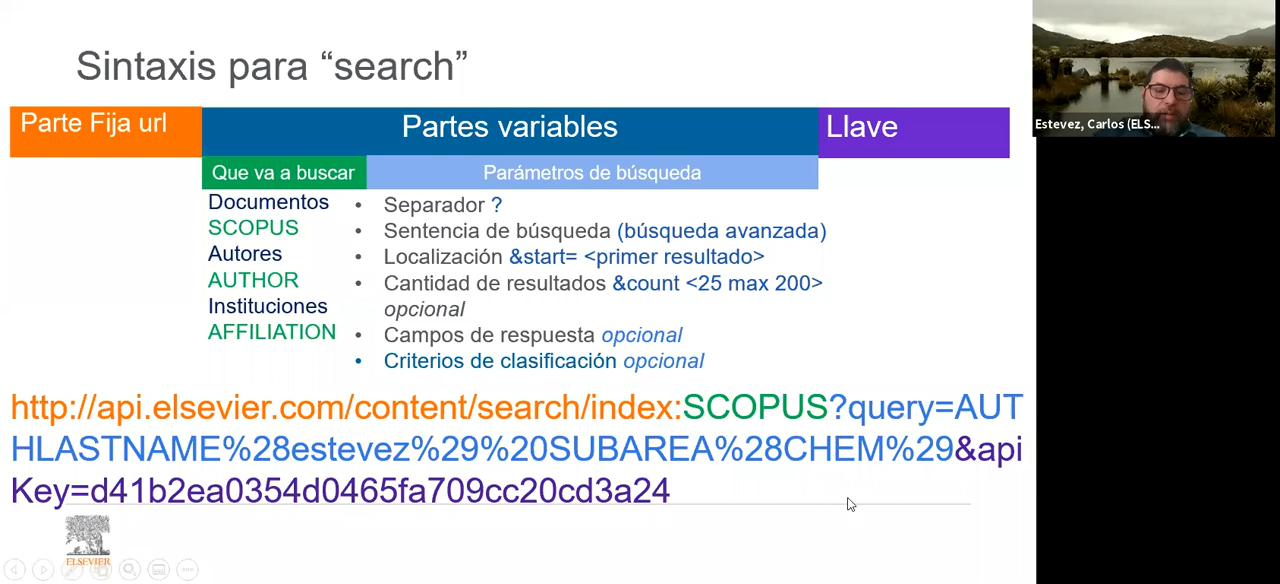 Sintaxis para “search”
Parte Fija url
Partes variables
Llave
Que va a buscar
Parámetros de búsqueda
Documentos
SCOPUS
Autores
AUTHOR
Instituciones
AFFILIATION
• Separador ?
• Sentencia de búsqueda (búsqueda avanzada)
• Localización &start= <primer resultado>
• Cantidad de resultados &count <25 max 200>
opcional
• Campos de respuesta opcional
• Criterios de clasificación opcional
http://api.elsevier.com/content/search/index:SCOPUS?query=AUT
HLASTNAME%28estevez%29%20SUBAREA%28CHEM%29&api
Key=d41b2ea0354d0465fa709cc20cd3a24
ELSEVIER
Estevez, Carlos (ELS...